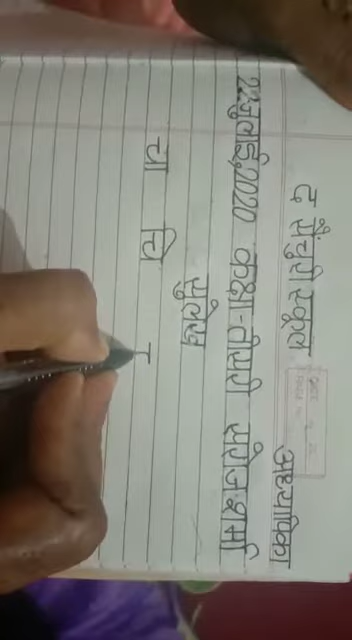 द सैंचुरी स्कूल
अध्यापिका
22 जुलाई,2020 कक्षा-तीसरी सरोज शर्मा
सुलेख
चा चि